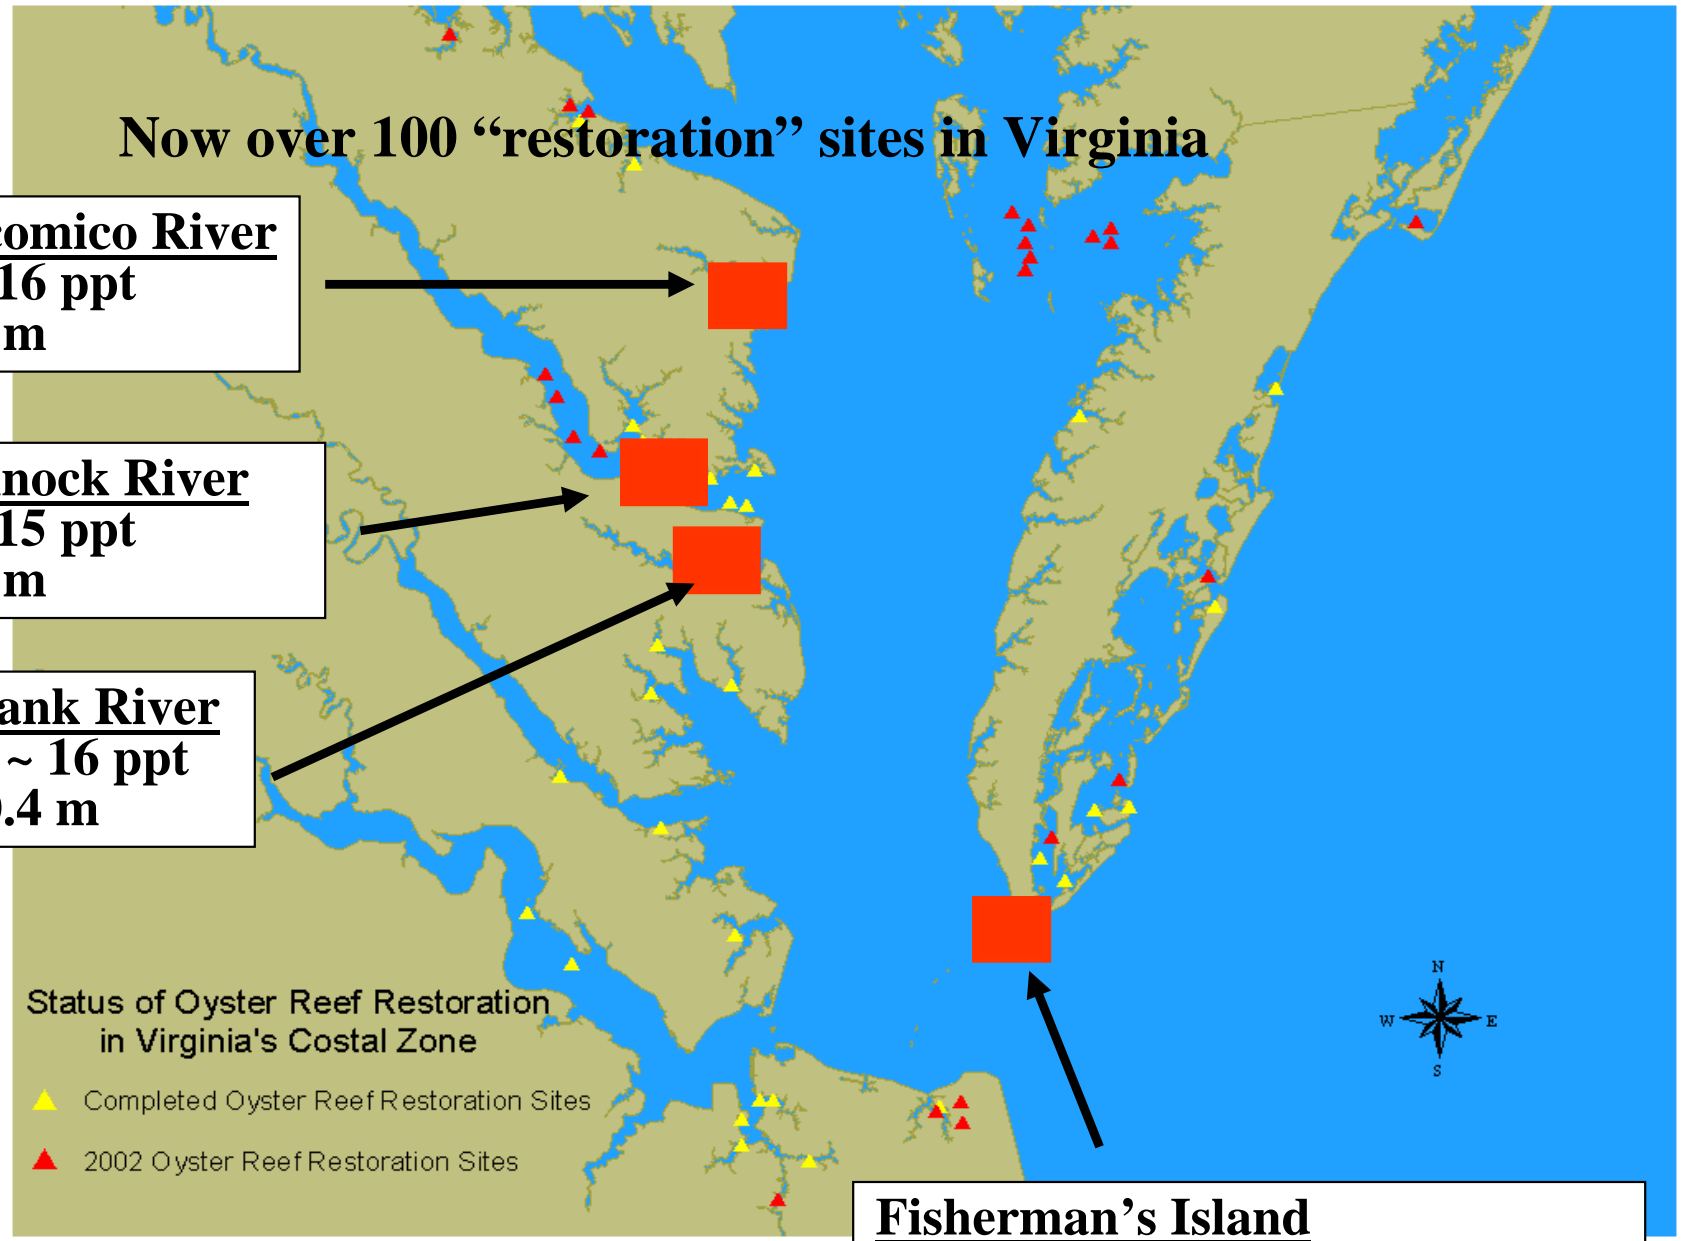 Now over 100 “restoration” sites in Virginia
comico River
16 ppt
m
nock River
15 ppt
m
ank River
~ 16 ppt
.4 m
N
W E
S
Status of Oyster Reef Restoration
in Virginia's Costal Zone
Completed Oyster Reef Restoration Sites
2002 Oyster Reef Restoration Sites
Fisherman’s Island